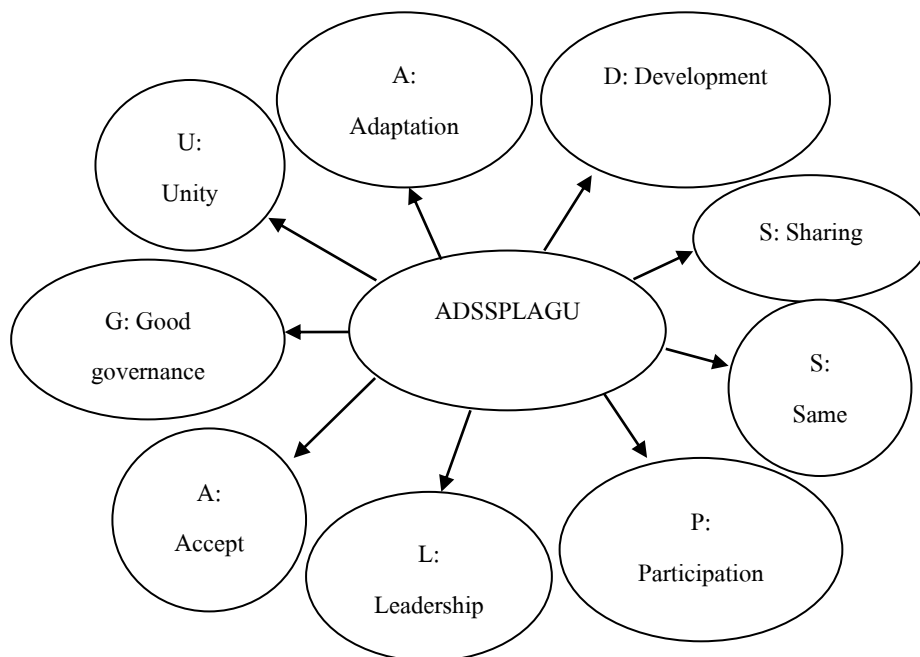 ADSSPLAGU
A:
Adaptation
D: Development
S: Sharing
S:
Same
P:
Participation
L:
Leadership
A:
Accept
G: Good
governance
U:
Unity